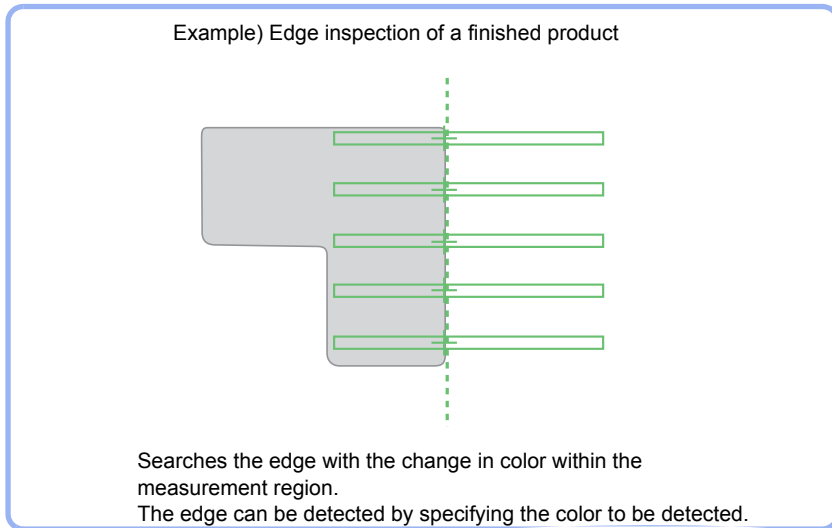 Example) Edge inspection of a finished product
Searches the edge with the change in color within the
measurement region.
The edge can be detected by specifying the color to be detected.